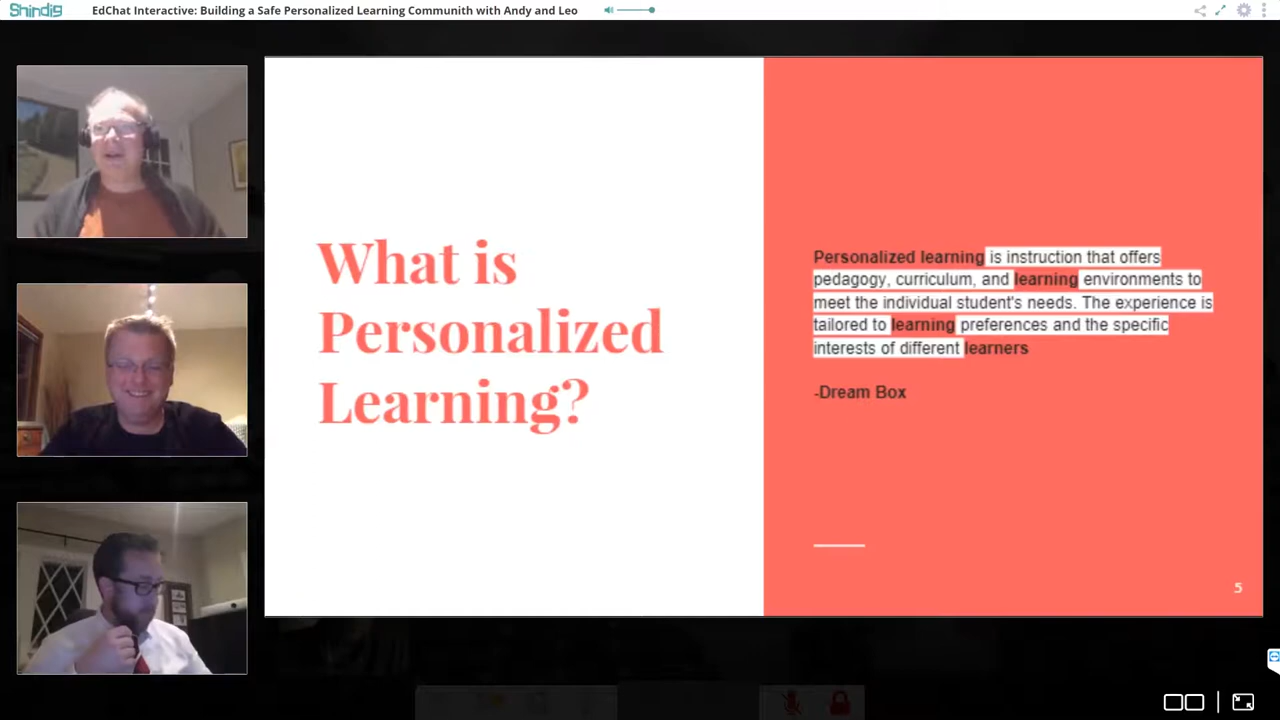 Shindig
EdChat Interactive: Building a Safe Personalized Learning Communith with Andy and Leo
What is
Personalized
Learning?
Personalized learning is instruction that offers
pedagogy, curriculum, and learning environments to
meet the individual student's needs. The experience is
tailored to learning preferences and the specific
interests of different learners
-Dream Box
5